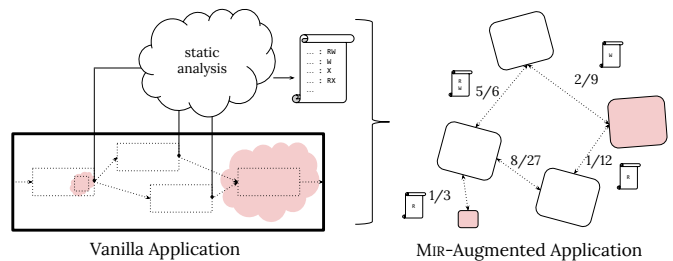 static
analysis
... : RW
... : W
... : X
... : RX
...
Vanilla Application
W
R
W
5/6
2/9
8/27
1/12
R
1/3
R
MIR-Augmented Application